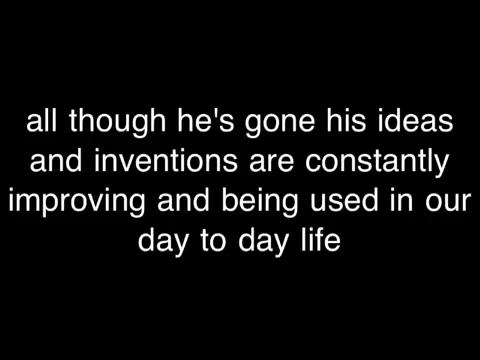 all though he's gone his ideas
and inventions are constantly
improving and being used in our
day to day life